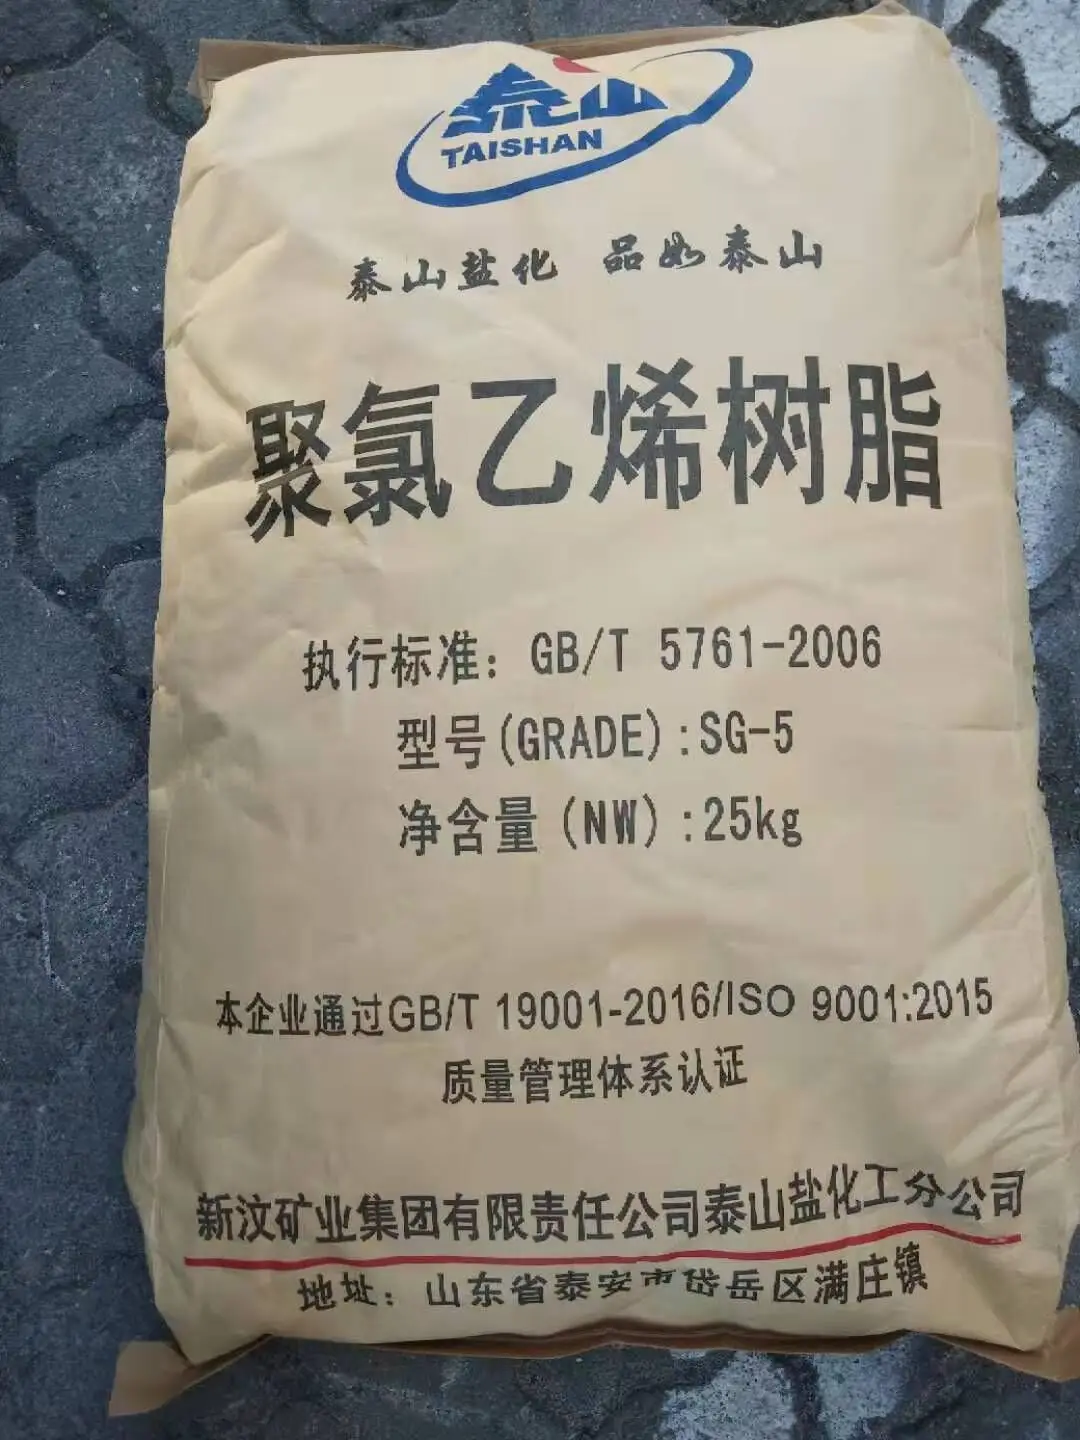 泰山
TAISHAN
泰山盐化 品如泰山
聚氯乙烯树脂
执行标准：GB/T 5761-2006
型号(GRADE):SG-5
净含量(NW):25kg
本企业通过GB/T 19001-2016/ISO 9001:2015
质量管理体系认证
新汶矿业集团有限责任公司泰山盐化工分公司
地址：山东省泰安市岱岳区满庄镇